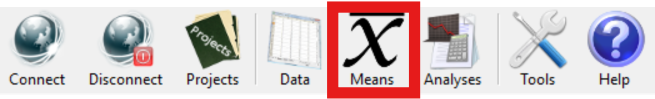 Projects
x̄
Connect Disconnect Projects Data Means Analyses Tools Help